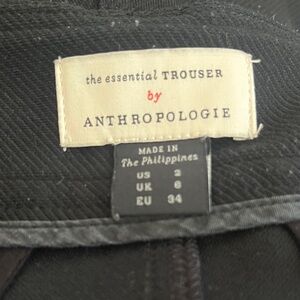 the essential TROUSER
by
ANTHROPOLOGIE
MADE IN
The Philippines
US 2
UK 6
EU 34